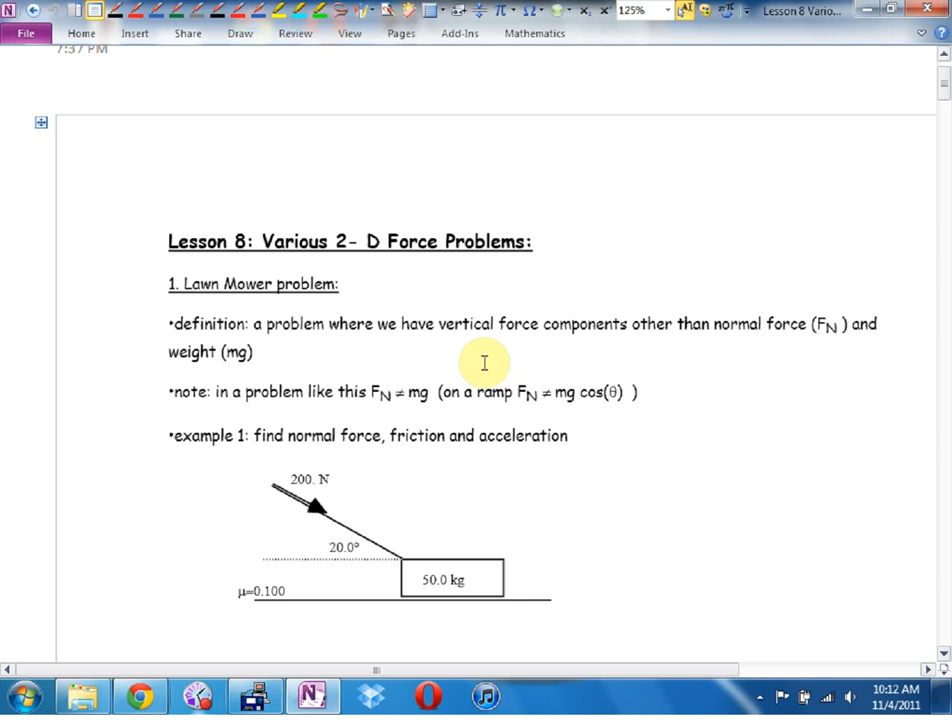 125% Lesson 8 Vario...
File Home Insert Share Draw Review View Pages Add-Ins Mathematics
7:37 PM
Lesson 8: Various 2- D Force Problems:
1. Lawn Mower problem:
•definition: a problem where we have vertical force components other than normal force (FN ) and
weight (mg)
•note: in a problem like this FN ≠ mg (on a ramp FN ≠ mg cos(θ) )
•example 1: find normal force, friction and acceleration
200. N
20.0°
50.0 kg
μ=0.100
10:12 AM
11/4/2011